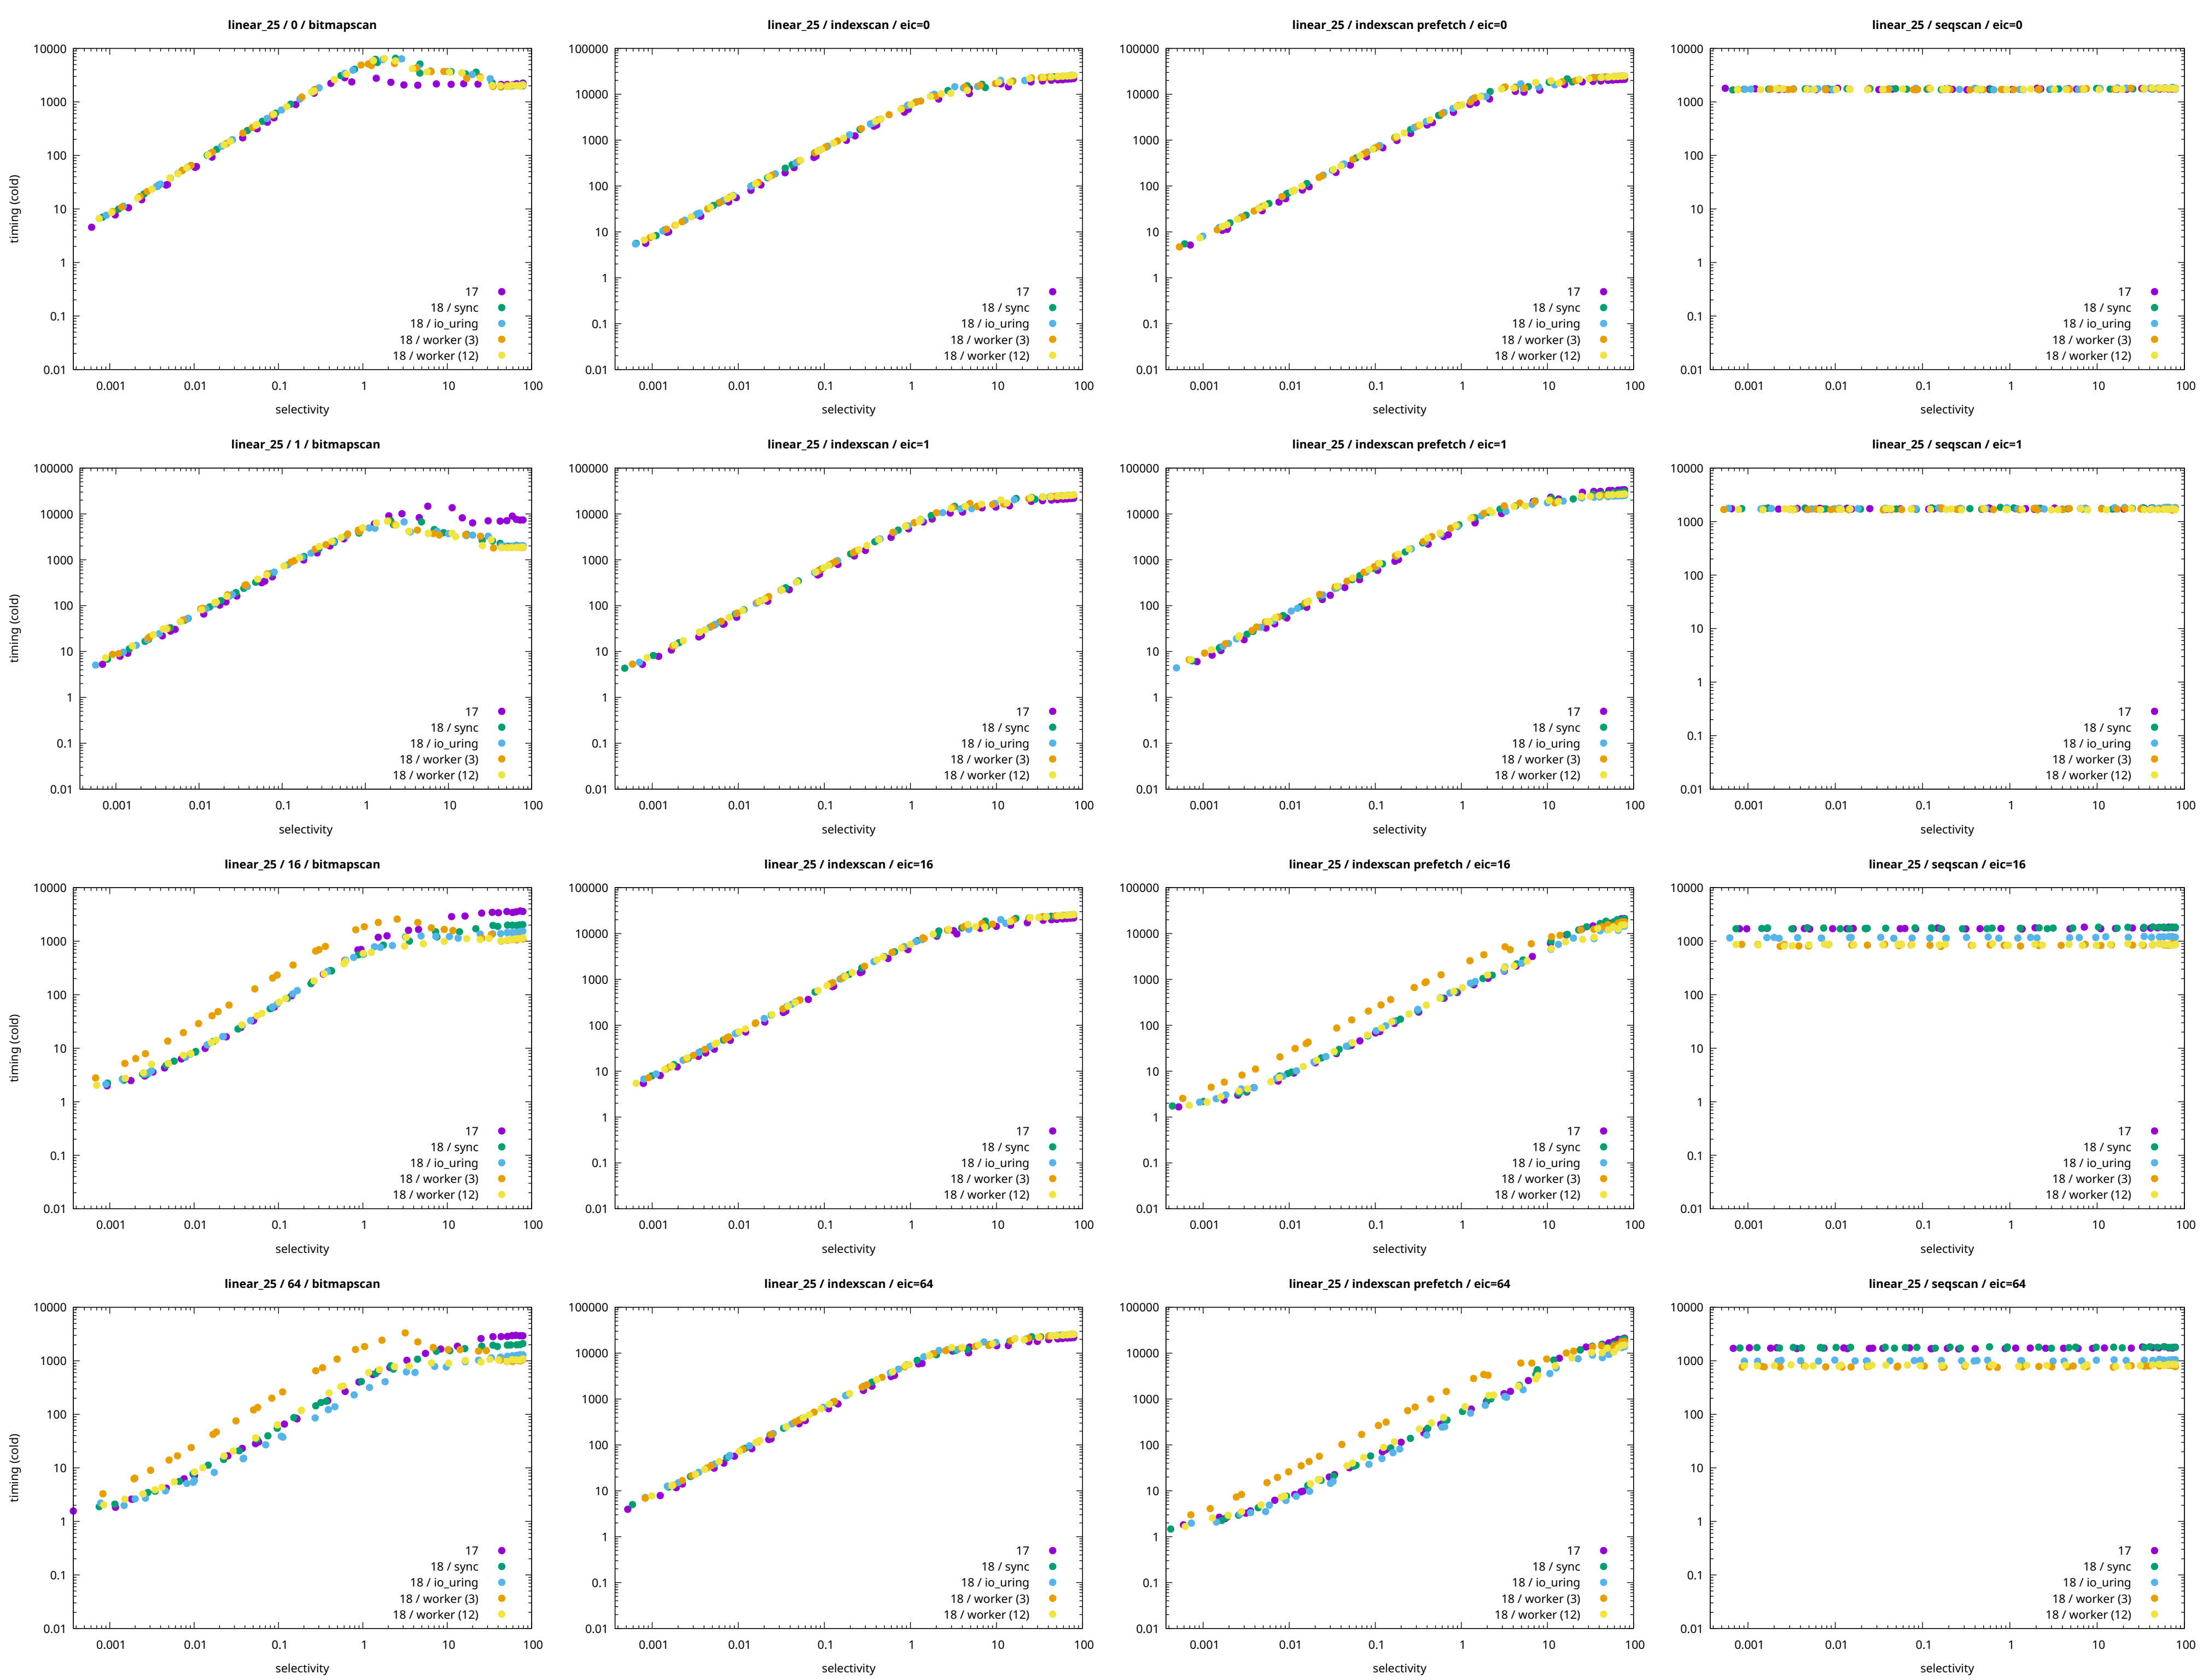 linear_25 / 0 / bitmapscan
10000
1000
100
10
1
0.1
0.01
timing (cold)
17
18 / sync
18 / io_uring
18 / worker (3)
18 / worker (12)
0.001 0.01 0.1 1 10 100
selectivity
linear_25 / indexscan / eic=0
100000
10000
1000
100
10
1
0.1
0.01
17
18 / sync
18 / io_uring
18 / worker (3)
18 / worker (12)
0.001 0.01 0.1 1 10 100
selectivity
linear_25 / indexscan prefetch / eic=0
100000
10000
1000
100
10
1
0.1
0.01
17
18 / sync
18 / io_uring
18 / worker (3)
18 / worker (12)
0.001 0.01 0.1 1 10 100
selectivity
linear_25 / seqscan / eic=0
10000
1000
100
10
1
0.1
0.01
17
18 / sync
18 / io_uring
18 / worker (3)
18 / worker (12)
0.001 0.01 0.1 1 10 100
selectivity
linear_25 / 1 / bitmapscan
100000
10000
1000
100
10
1
0.1
0.01
timing (cold)
17
18 / sync
18 / io_uring
18 / worker (3)
18 / worker (12)
0.001 0.01 0.1 1 10 100
selectivity
linear_25 / indexscan / eic=1
100000
10000
1000
100
10
1
0.1
0.01
17
18 / sync
18 / io_uring
18 / worker (3)
18 / worker (12)
0.001 0.01 0.1 1 10 100
selectivity
linear_25 / indexscan prefetch / eic=1
100000
10000
1000
100
10
1
0.1
0.01
17
18 / sync
18 / io_uring
18 / worker (3)
18 / worker (12)
0.001 0.01 0.1 1 10 100
selectivity
linear_25 / seqscan / eic=1
10000
1000
100
10
1
0.1
0.01
17
18 / sync
18 / io_uring
18 / worker (3)
18 / worker (12)
0.001 0.01 0.1 1 10 100
selectivity
linear_25 / 16 / bitmapscan
10000
1000
100
10
1
0.1
0.01
timing (cold)
17
18 / sync
18 / io_uring
18 / worker (3)
18 / worker (12)
0.001 0.01 0.1 1 10 100
selectivity
linear_25 / indexscan / eic=16
100000
10000
1000
100
10
1
0.1
0.01
17
18 / sync
18 / io_uring
18 / worker (3)
18 / worker (12)
0.001 0.01 0.1 1 10 100
selectivity
linear_25 / indexscan prefetch / eic=16
100000
10000
1000
100
10
1
0.1
0.01
17
18 / sync
18 / io_uring
18 / worker (3)
18 / worker (12)
0.001 0.01 0.1 1 10 100
selectivity
linear_25 / seqscan / eic=16
10000
1000
100
10
1
0.1
0.01
17
18 / sync
18 / io_uring
18 / worker (3)
18 / worker (12)
0.001 0.01 0.1 1 10 100
selectivity
linear_25 / 64 / bitmapscan
10000
1000
100
10
1
0.1
0.01
timing (cold)
17
18 / sync
18 / io_uring
18 / worker (3)
18 / worker (12)
0.001 0.01 0.1 1 10 100
selectivity
linear_25 / indexscan / eic=64
100000
10000
1000
100
10
1
0.1
0.01
17
18 / sync
18 / io_uring
18 / worker (3)
18 / worker (12)
0.001 0.01 0.1 1 10 100
selectivity
linear_25 / indexscan prefetch / eic=64
100000
10000
1000
100
10
1
0.1
0.01
17
18 / sync
18 / io_uring
18 / worker (3)
18 / worker (12)
0.001 0.01 0.1 1 10 100
selectivity
linear_25 / seqscan / eic=64
10000
1000
100
10
1
0.1
0.01
17
18 / sync
18 / io_uring
18 / worker (3)
18 / worker (12)
0.001 0.01 0.1 1 10 100
selectivity